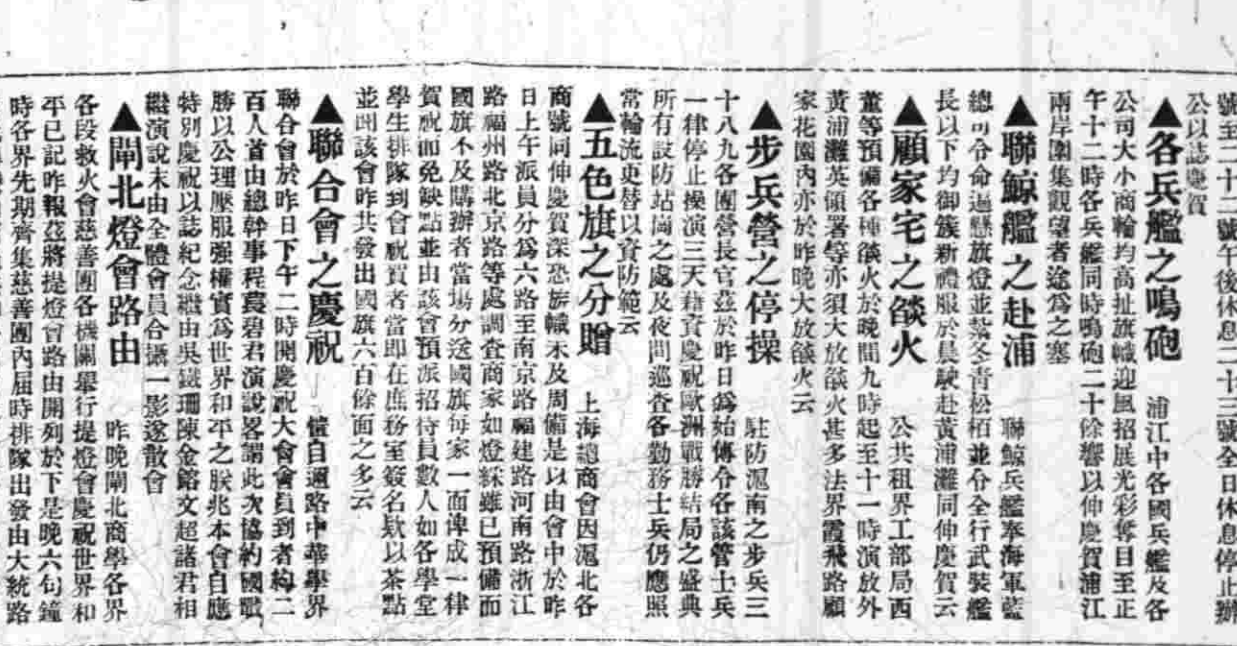 號至二十二號午後休息二十三號全日休息停止辦
公以誌慶賀
▲各兵艦之鳴砲 浦江中各國兵艦及各
公司大小商輪均高扯旗幟迎風招展光彩奪目至正
午十二時各兵艦同時鳴砲二十餘響以伸慶賀浦江
兩岸圍集觀望者途爲之塞
▲聯鯨艦之赴浦 聯鯨兵艦奉海軍藍
總司令命遍懸旗燈並紮冬青松栢並令全行武裝艦
長以下均御簇新禮服於晨駛赴黃浦灘同伸慶賀云
▲顧家宅之燄火 公共租界工部局西
董等預備各種燄火於晚間九時起至十一時演放外
黃浦灘英領署等亦須大放燄火甚多法界霞飛路顧
家花園內亦於昨晚大放燄火云
▲步兵營之停操 駐防滬南之步兵三
十八九各團營長官茲於昨日爲始傳令各該營士兵
一律停止操演三天藉資慶祝歐洲戰勝結局之盛典
所有設防站崗之處及夜間巡查各勤務士兵仍應照
常輪流更替以資防範云
▲五色旗之分贈 上海總商會因滬北各
商號同伸慶賀深恐旂幟未及周備是以由會中於昨
日上午派員分爲六路至南京路福建路河南路浙江
路福州路北京路等處調查商家如燈綵雖已預備而
國旗不及購辦者當場分送國旗每家一面俾成一律
賀祝而免缺點並由該會預派招待員數人如各學堂
學生排隊到會祝賀者當即在庶務室簽名欵以茶點
並聞該會昨共發出國旗六百餘面之多云
▲聯合會之慶祝 愷自邇路中華學界
聯合會於昨日下午二時開慶祝大會會員到者約二
百人首由總幹事程 碧君演說畧謂此次協約國戰
勝以公理壓服强權實爲世界和平之朕兆本會自應
特別慶祝以誌紀念繼由吳鐵珊陳金鎔文超諸君相
繼演說末由全體會員合攝一影遂散會
▲閘北燈會路由 昨晚閘北商學各界
各段救火會慈善團各機關舉行提燈會慶祝世界和
平已記昨報茲將提燈會路由開列於下是晚六句鐘
時各界先期齊集慈善團內屆時排隊出發由大統路